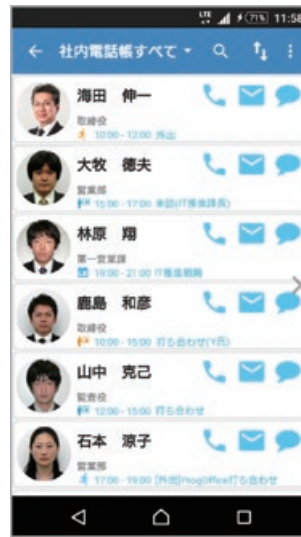 LTE 71% 11:58
社内電話帳すべて
海田 伸一
取締役
10:00 - 12:00 外出
大牧 徳夫
営業部
15:00 - 17:00 来訪(IT推進課長)
林原 翔
第一営業課
19:00 - 21:00 IT推進戦略
鹿島 和彦
取締役
10:00 - 15:00 打ち合わせ(Y氏)
山中 克己
監査役
12:00 - 15:00 打ち合わせ
石本 涼子
営業部
17:00 - 19:00 [外出]ProgOffice打ち合わせ